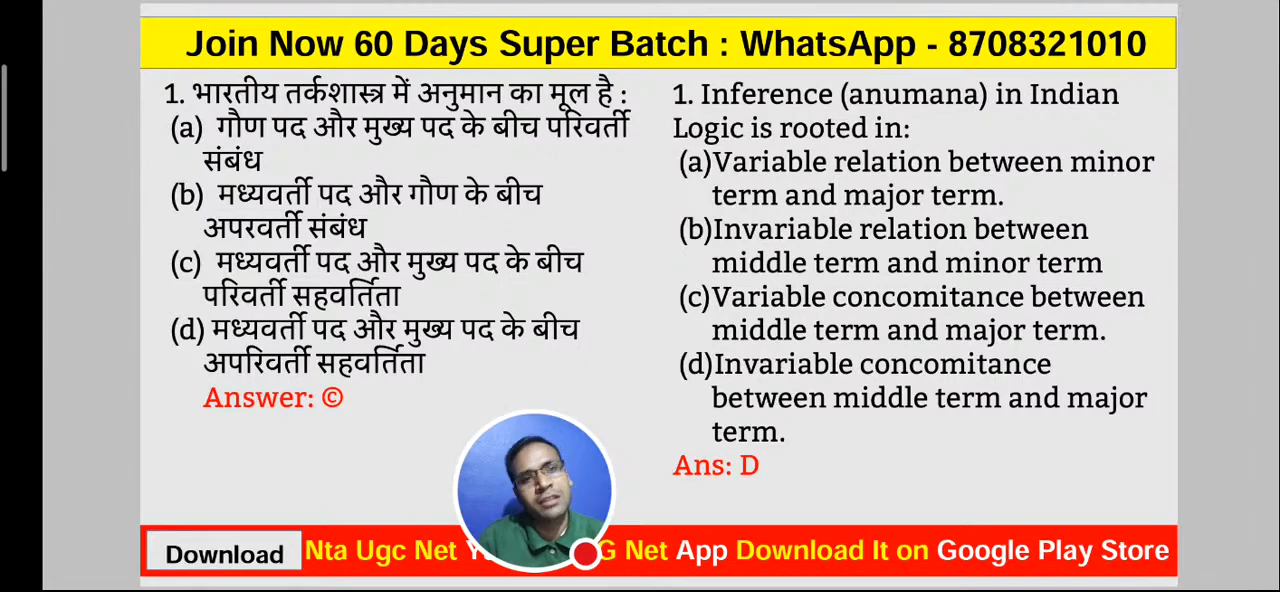 Join Now 60 Days Super Batch : WhatsApp - 8708321010
1. भारतीय तर्कशास्त्र में अनुमान का मूल है :
(a) गौण पद और मुख्य पद के बीच परिवर्ती
संबंध
(b) मध्यवर्ती पद और गौण के बीच
अपरवर्ती संबंध
(c) मध्यवर्ती पद और मुख्य पद के बीच
परिवर्ती सहवर्तिता
(d) मध्यवर्ती पद और मुख्य पद के बीच
अपरिवर्ती सहवर्तिता
Answer: ©
1. Inference (anumana) in Indian
Logic is rooted in:
(a)Variable relation between minor
term and major term.
(b)Invariable relation between
middle term and minor term
(c)Variable concomitance between
middle term and major term.
(d)Invariable concomitance
between middle term and major
term.
Ans: D
Download Nta Ugc Net G Net App Download It on Google Play Store